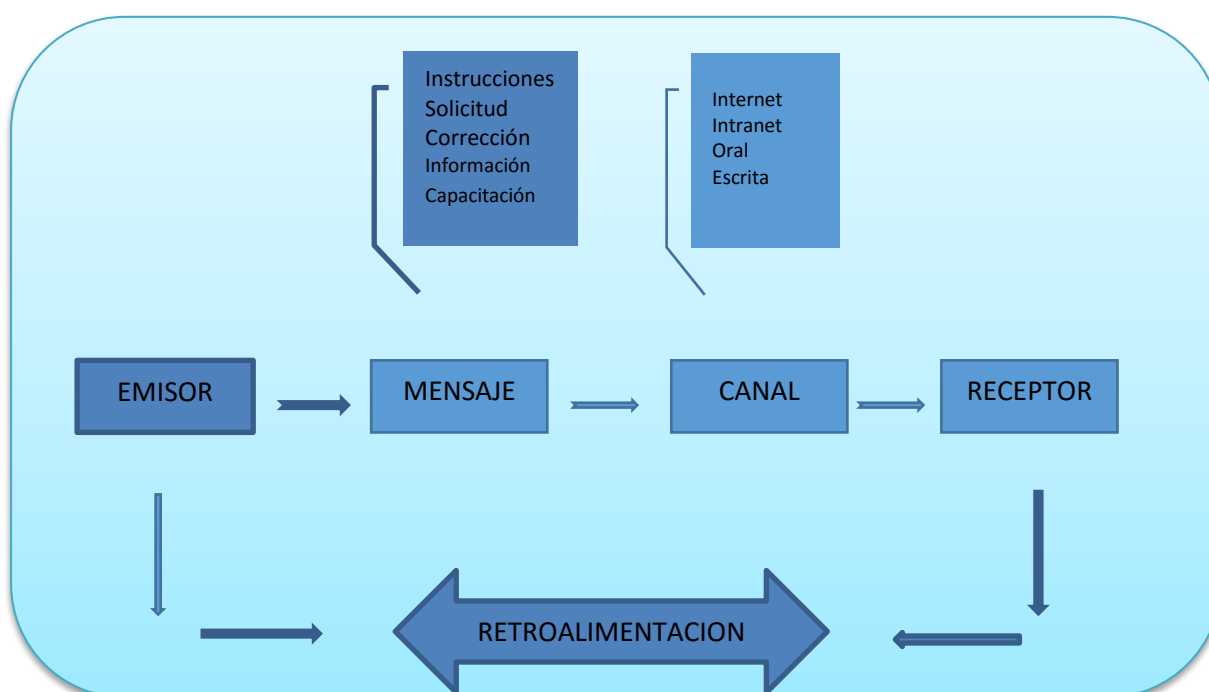 Instrucciones
Solicitud
Corrección
Información
Capacitación
Internet
Intranet
Oral
Escrita
EMISOR
MENSAJE
CANAL
RECEPTOR
RETROALIMENTACION